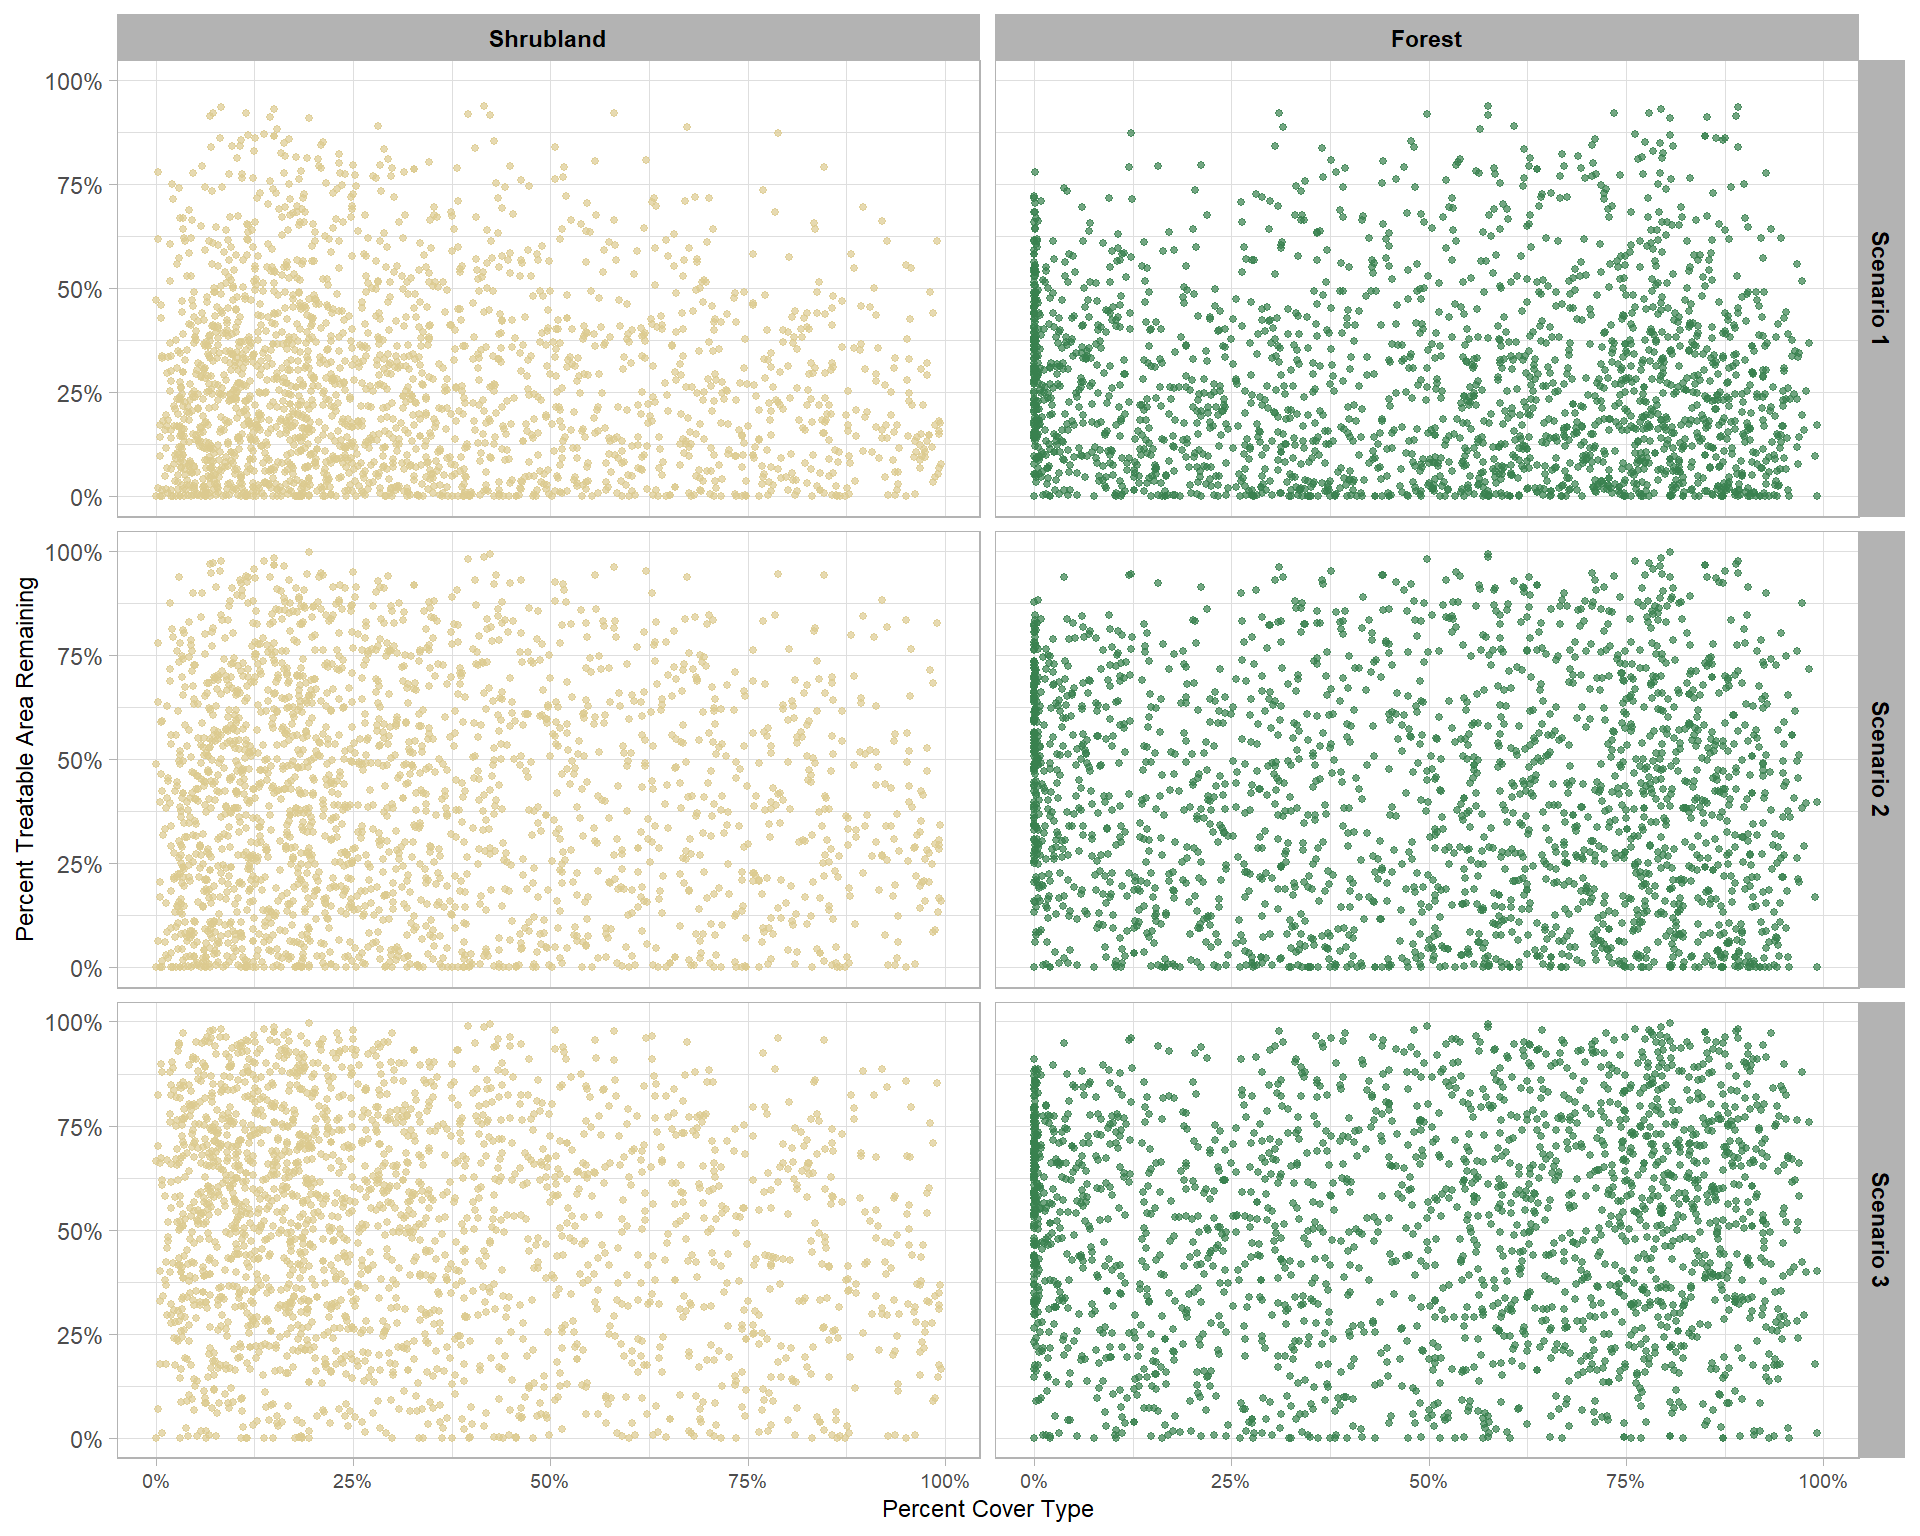 Shrubland
Forest
100%
75%
50%
25%
0%
Scenario 1
100%
75%
50%
25%
0%
Scenario 2
100%
75%
50%
25%
0%
Scenario 3
Percent Treatable Area Remaining
0% 25% 50% 75% 100%
0% 25% 50% 75% 100%
Percent Cover Type